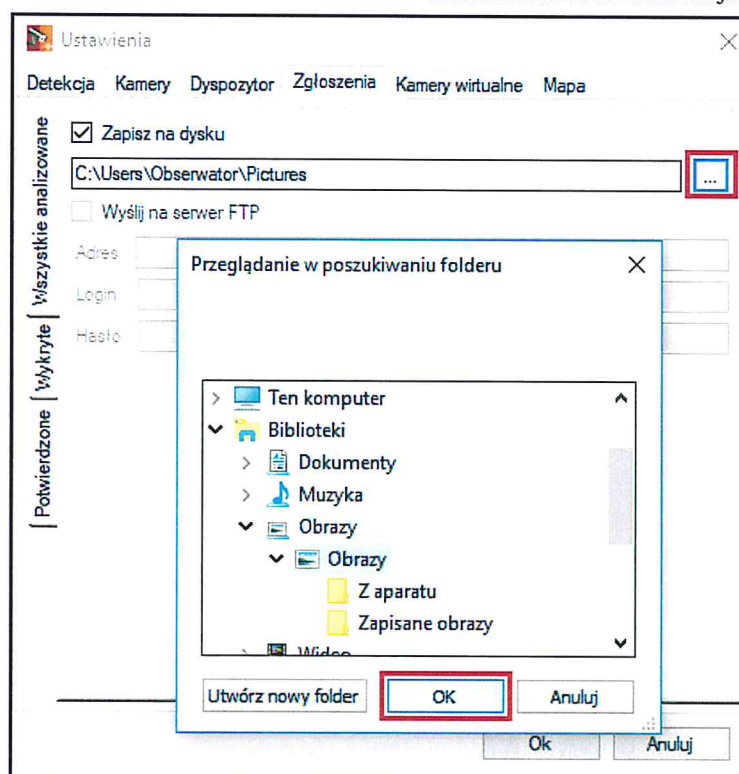 Ustawienia
Detekcja Kamery Dyspozytor Zgłoszenia Kamery wirtualne Mapa
Wszystkie analizowane
Wykryte
Potwierdzone
Zapisz na dysku
C:\Users\Obserwator\Pictures
...
Wyślij na serwer FTP
Adres
Login
Hasło
Przeglądanie w poszukiwaniu folderu
Ten komputer
Biblioteki
Dokumenty
Muzyka
Obrazy
Obrazy
Z aparatu
Zapisane obrazy
Wideo
Utwórz nowy folder OK Anuluj
Ok Anuluj